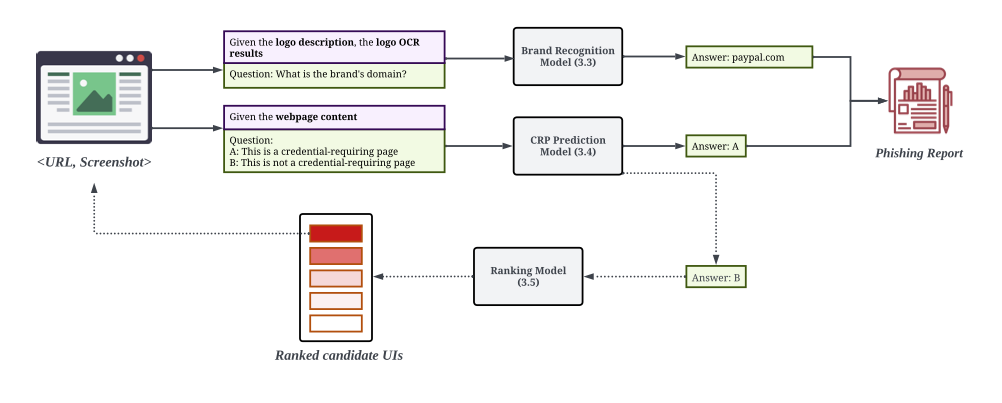 Given the logo description, the logo OCR
results
Question: What is the brand's domain?
Brand Recognition
Model (3.3)
Answer: paypal.com
<URL, Screenshot>
Given the webpage content
Question:
A: This is a credential-requiring page
B: This is not a credential-requiring page
CRP Prediction
Model (3.4)
Answer: A
Phishing Report
Ranking Model
(3.5)
Answer: B
Ranked candidate UIs